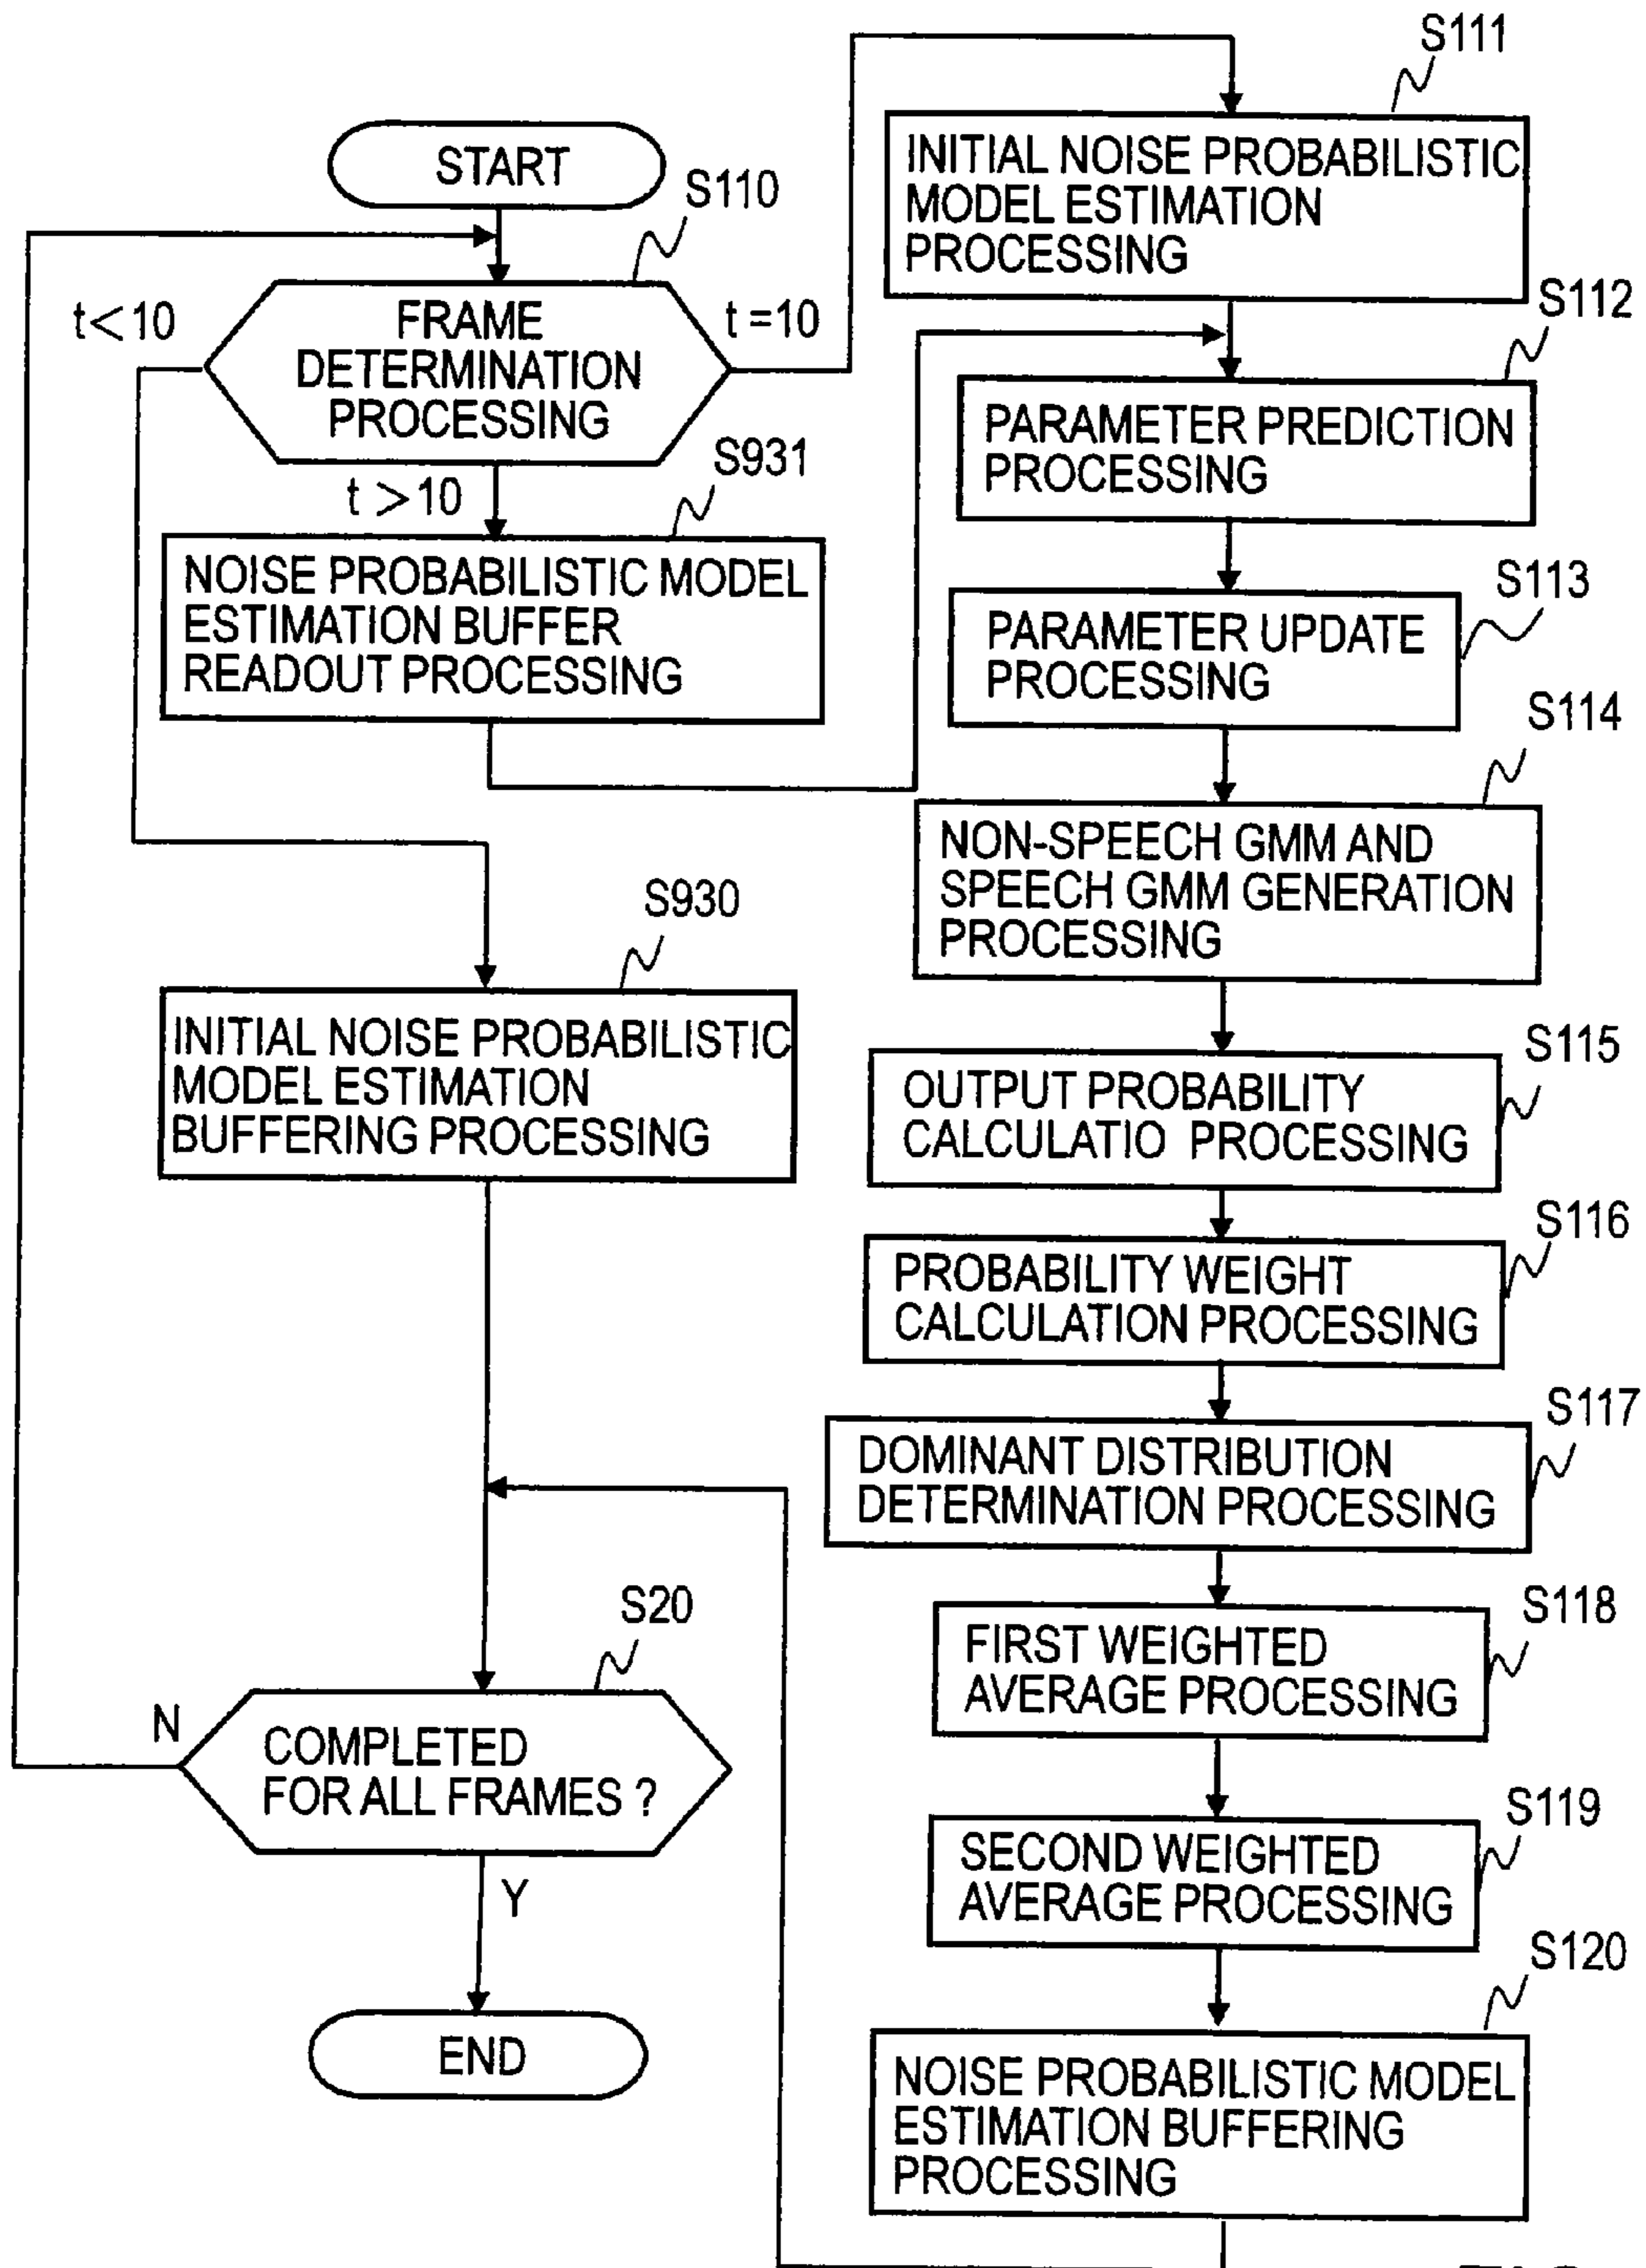 START
S110
t<10
FRAME
DETERMINATION
PROCESSING
t =10
t >10
S931
NOISE PROBABILISTIC MODEL
ESTIMATION BUFFER
READOUT PROCESSING
S930
INITIAL NOISE PROBABILISTIC
MODEL ESTIMATION
BUFFERING PROCESSING
S20
N
COMPLETED
FOR ALL FRAMES ?
Y
END
S111
INITIAL NOISE PROBABILISTIC
MODEL ESTIMATION
PROCESSING
S112
PARAMETER PREDICTION
PROCESSING
S113
PARAMETER UPDATE
PROCESSING
S114
NON-SPEECH GMM AND
SPEECH GMM GENERATION
PROCESSING
S115
OUTPUT PROBABILITY
CALCULATIO PROCESSING
S116
PROBABILITY WEIGHT
CALCULATION PROCESSING
S117
DOMINANT DISTRIBUTION
DETERMINATION PROCESSING
S118
FIRST WEIGHTED
AVERAGE PROCESSING
S119
SECOND WEIGHTED
AVERAGE PROCESSING
S120
NOISE PROBABILISTIC MODEL
ESTIMATION BUFFERING
PROCESSING